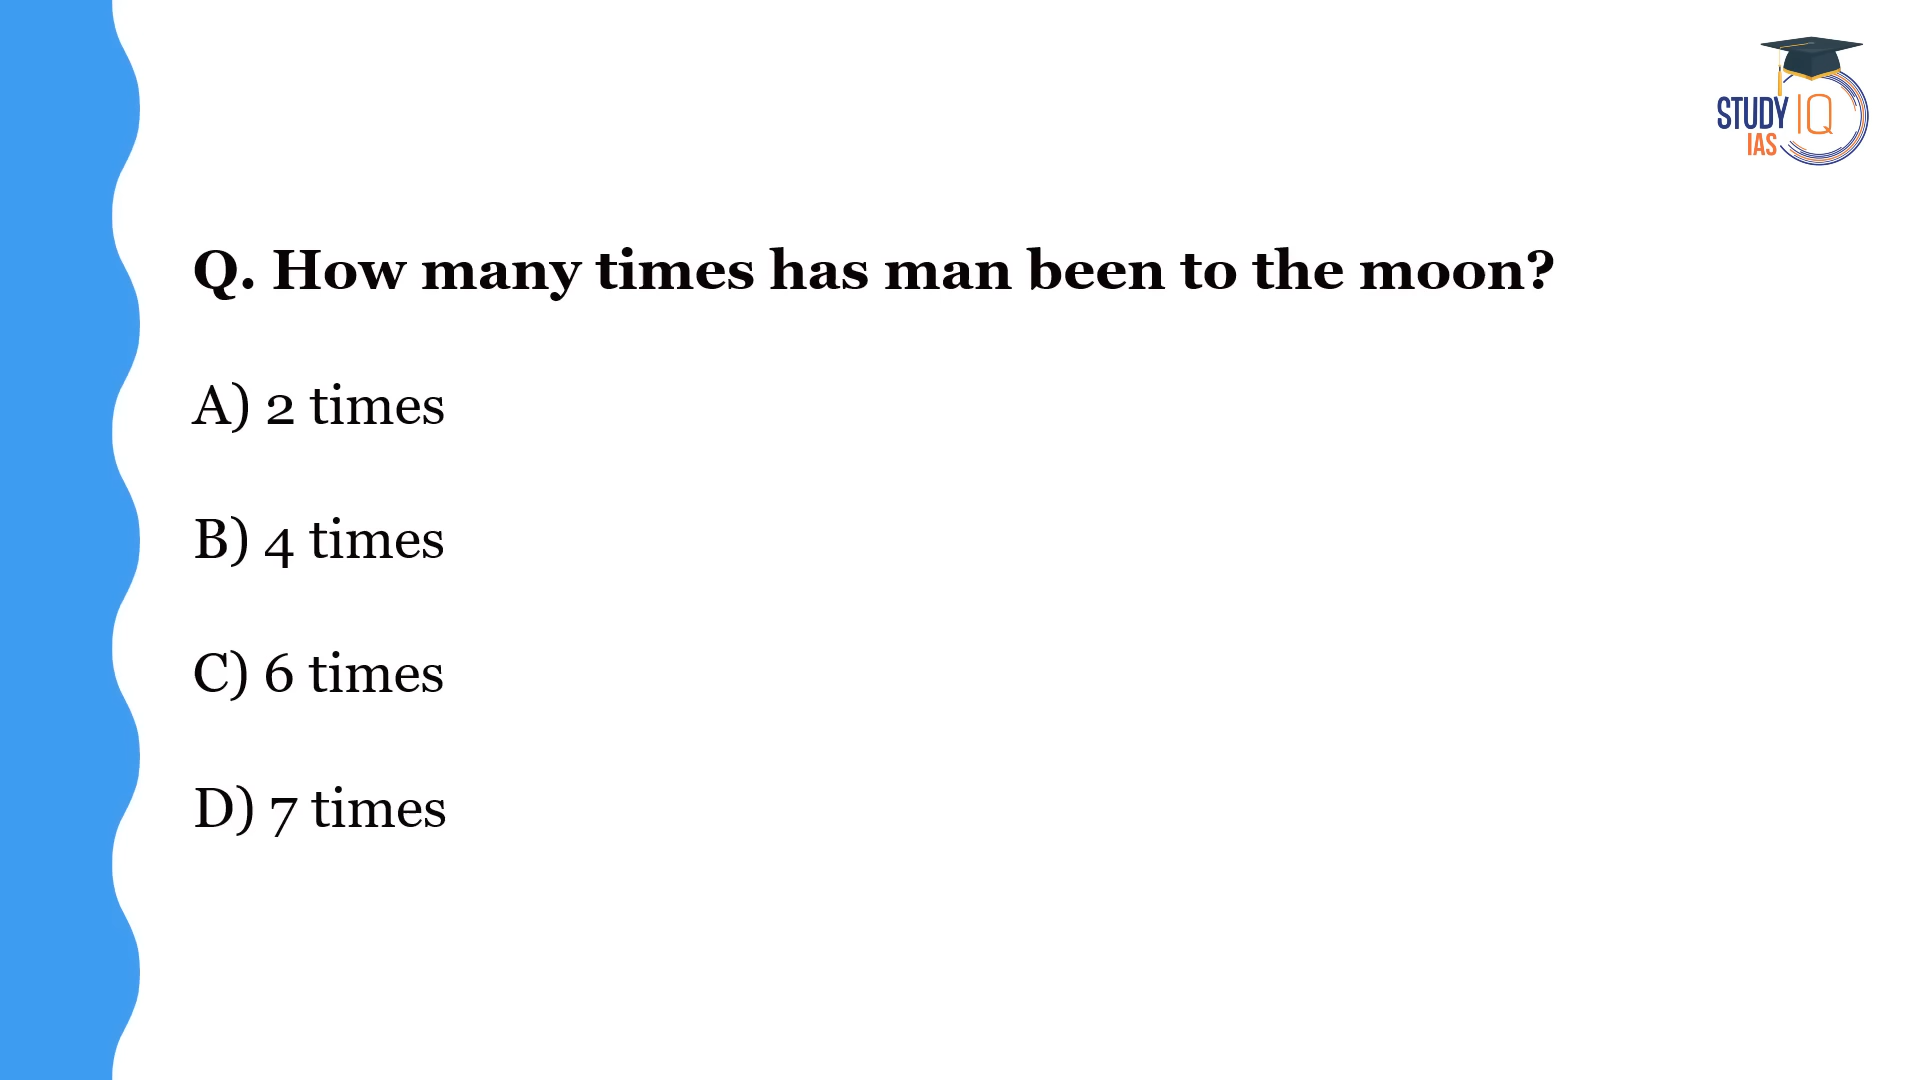 STUDY IQ
IAS
Q. How many times has man been to the moon?
A) 2 times
B) 4 times
C) 6 times
D) 7 times